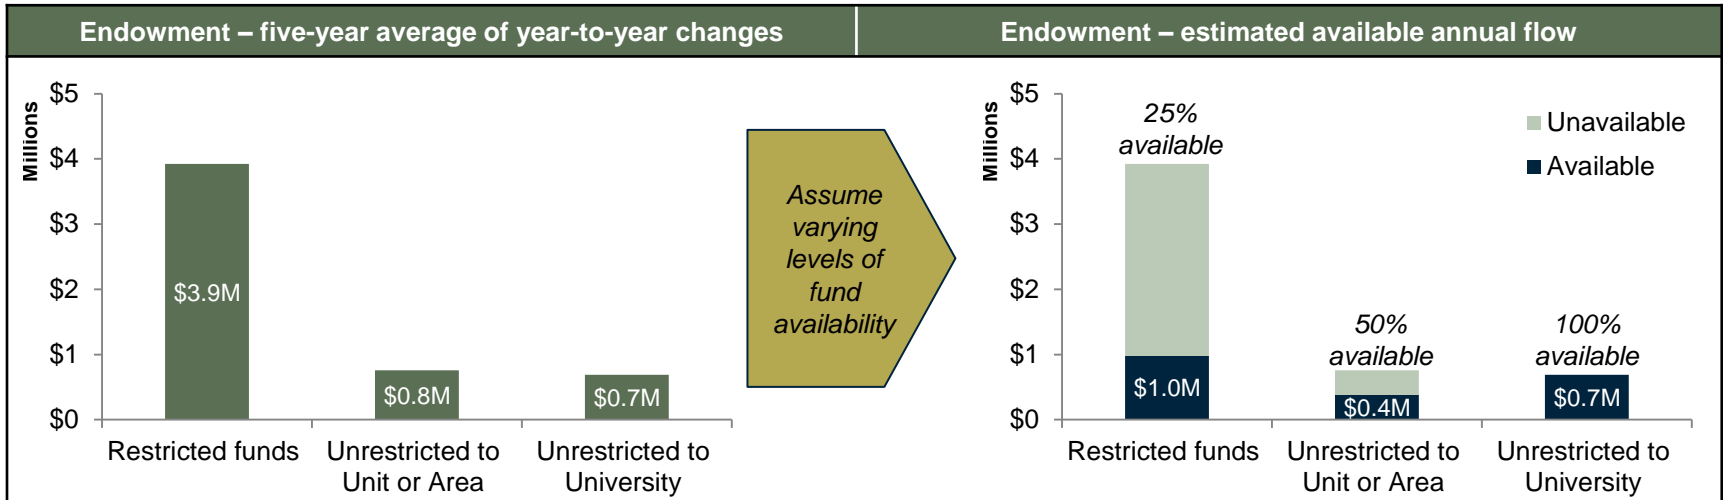 Endowment – five-year average of year-to-year changes
Endowment – estimated available annual flow
Millions
$5
$4
$3
$2
$1
$0
$3.9M
$0.8M
$0.7M
Restricted funds
Unrestricted to
Unit or Area
Unrestricted to
University
Assume
varying
levels of
fund
availability
Millions
$5
$4
$3
$2
$1
$0
25%
available
50%
available
100%
available
Unavailable
Available
$1.0M
$0.4M
$0.7M
Restricted funds
Unrestricted to
Unit or Area
Unrestricted to
University